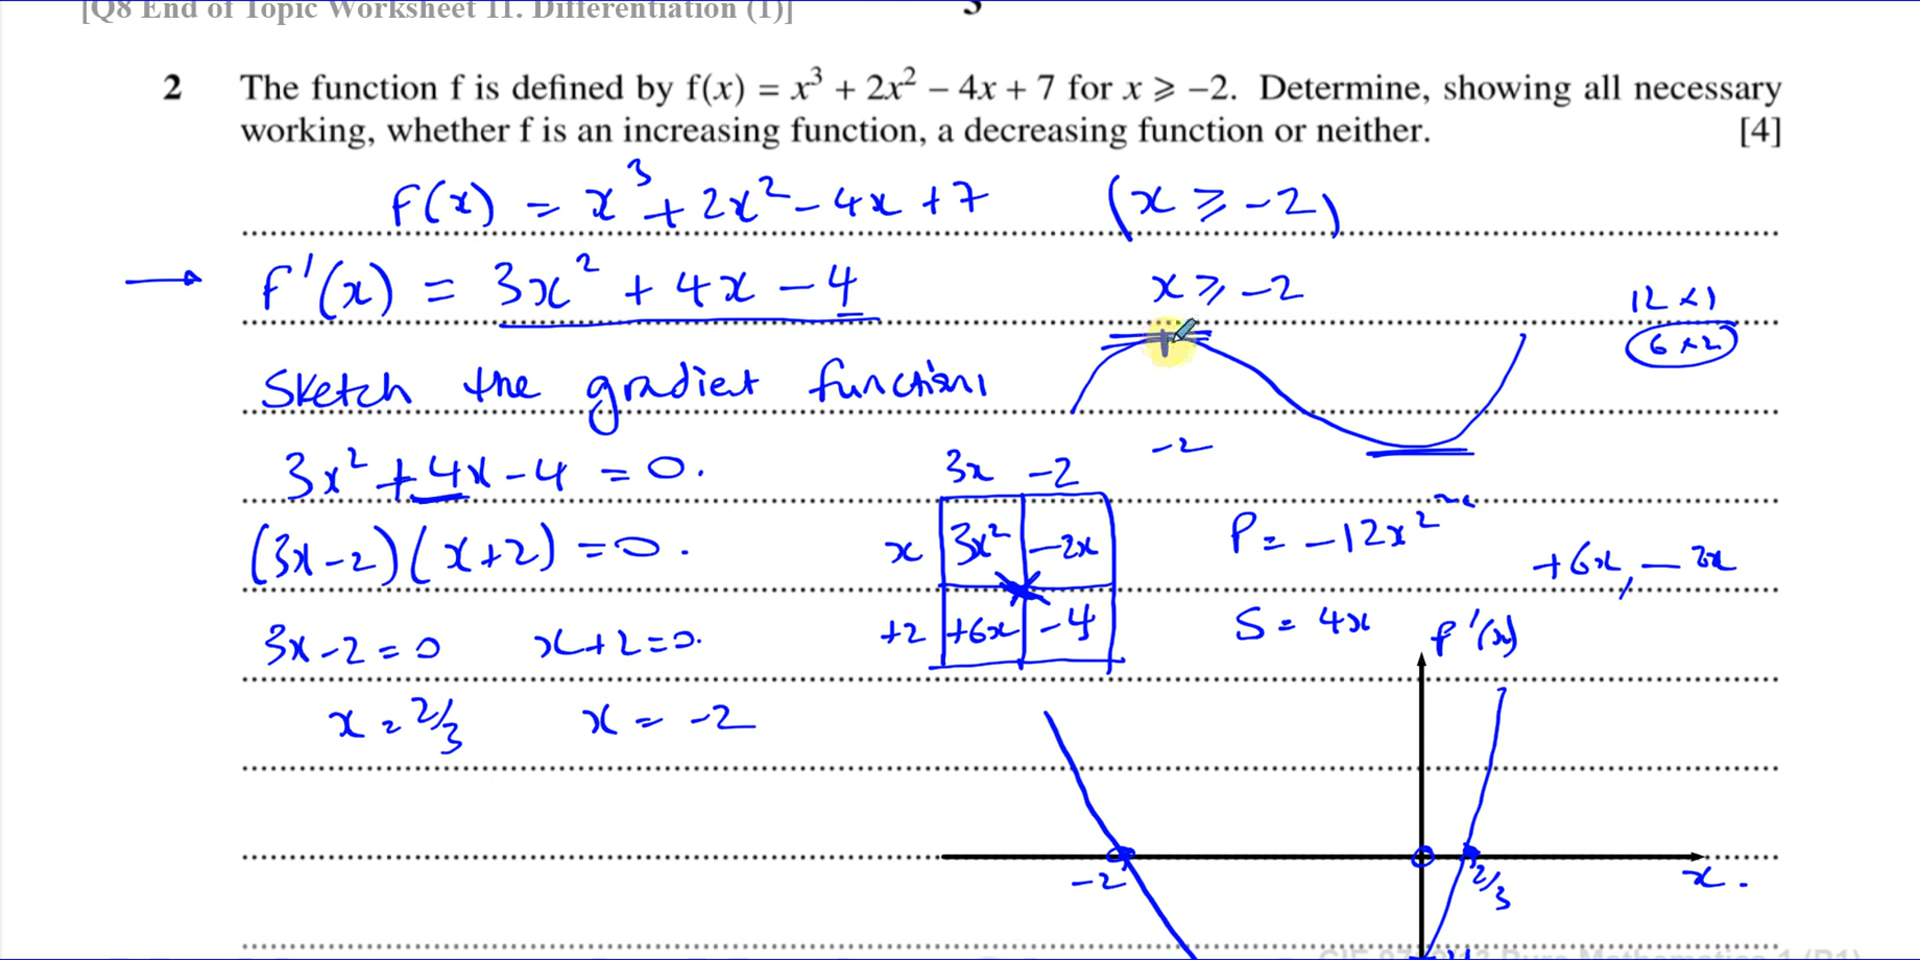 [Q8 End of Topic Worksheet 11. Differentiation (1)]
3
2 The function f is defined by f(x) = x³ + 2x² − 4x + 7 for x ⩾ −2. Determine, showing all necessary
working, whether f is an increasing function, a decreasing function or neither. [4]
f(x) = x³ + 2x² − 4x + 7 (x ⩾ −2)
→ f'(x) = 3x² + 4x − 4 x ⩾ −2
12 × 1
6 × 2
Sketch the gradient function
−2
3x² + 4x − 4 = 0.
3x −2
(3x − 2)(x + 2) = 0.
x 3x² −2x
P = −12x²
+6x, − 2x
3x − 2 = 0 x + 2 = 0.
+2 +6x −4
S = 4x
f'(x)
x = 2/3 x = −2
−2 2/3 x.